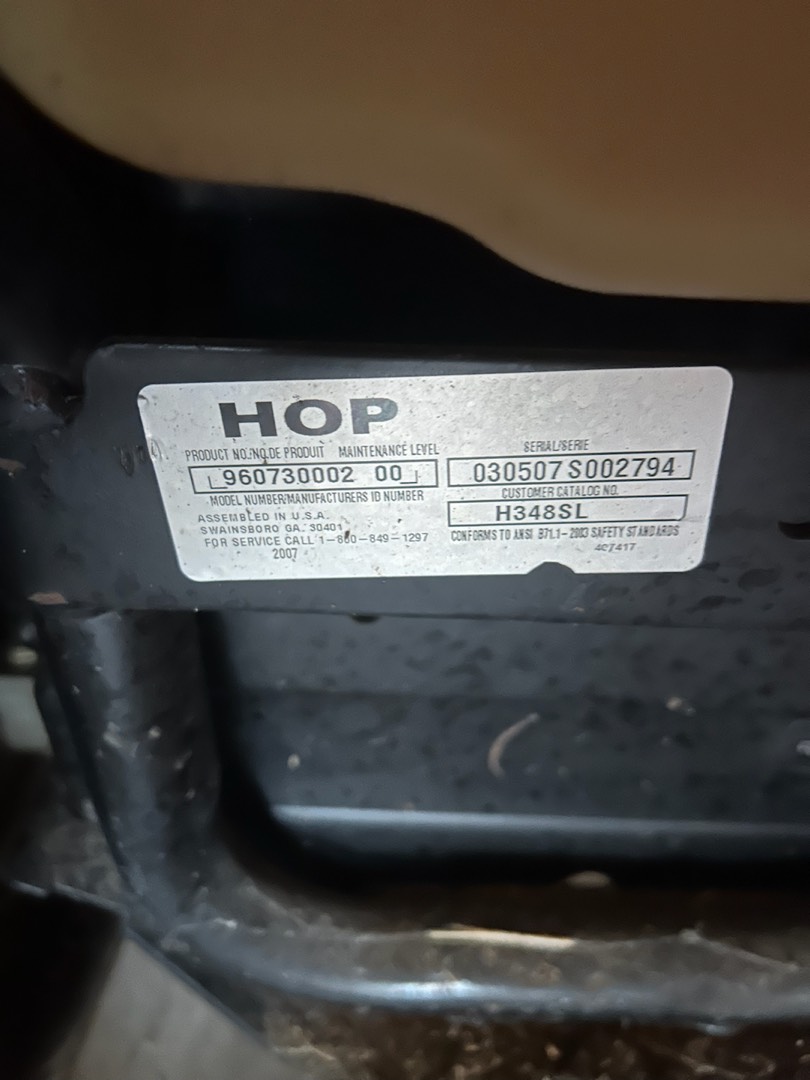 HOP
PRODUCT NO./NO.DE PRODUIT MAINTENANCE LEVEL
960730002 00
MODEL NUMBER/MANUFACTURERS ID NUMBER
ASSEMBLED IN U.S.A.
SWAINSBORO GA. 30401
FOR SERVICE CALL 1-800-849-1297
2007
SERIAL/SERIE
030507S002794
CUSTOMER CATALOG NO.
H348SL
CONFORMS TO ANSI B71.1-2003 SAFETY STANDARDS
407417